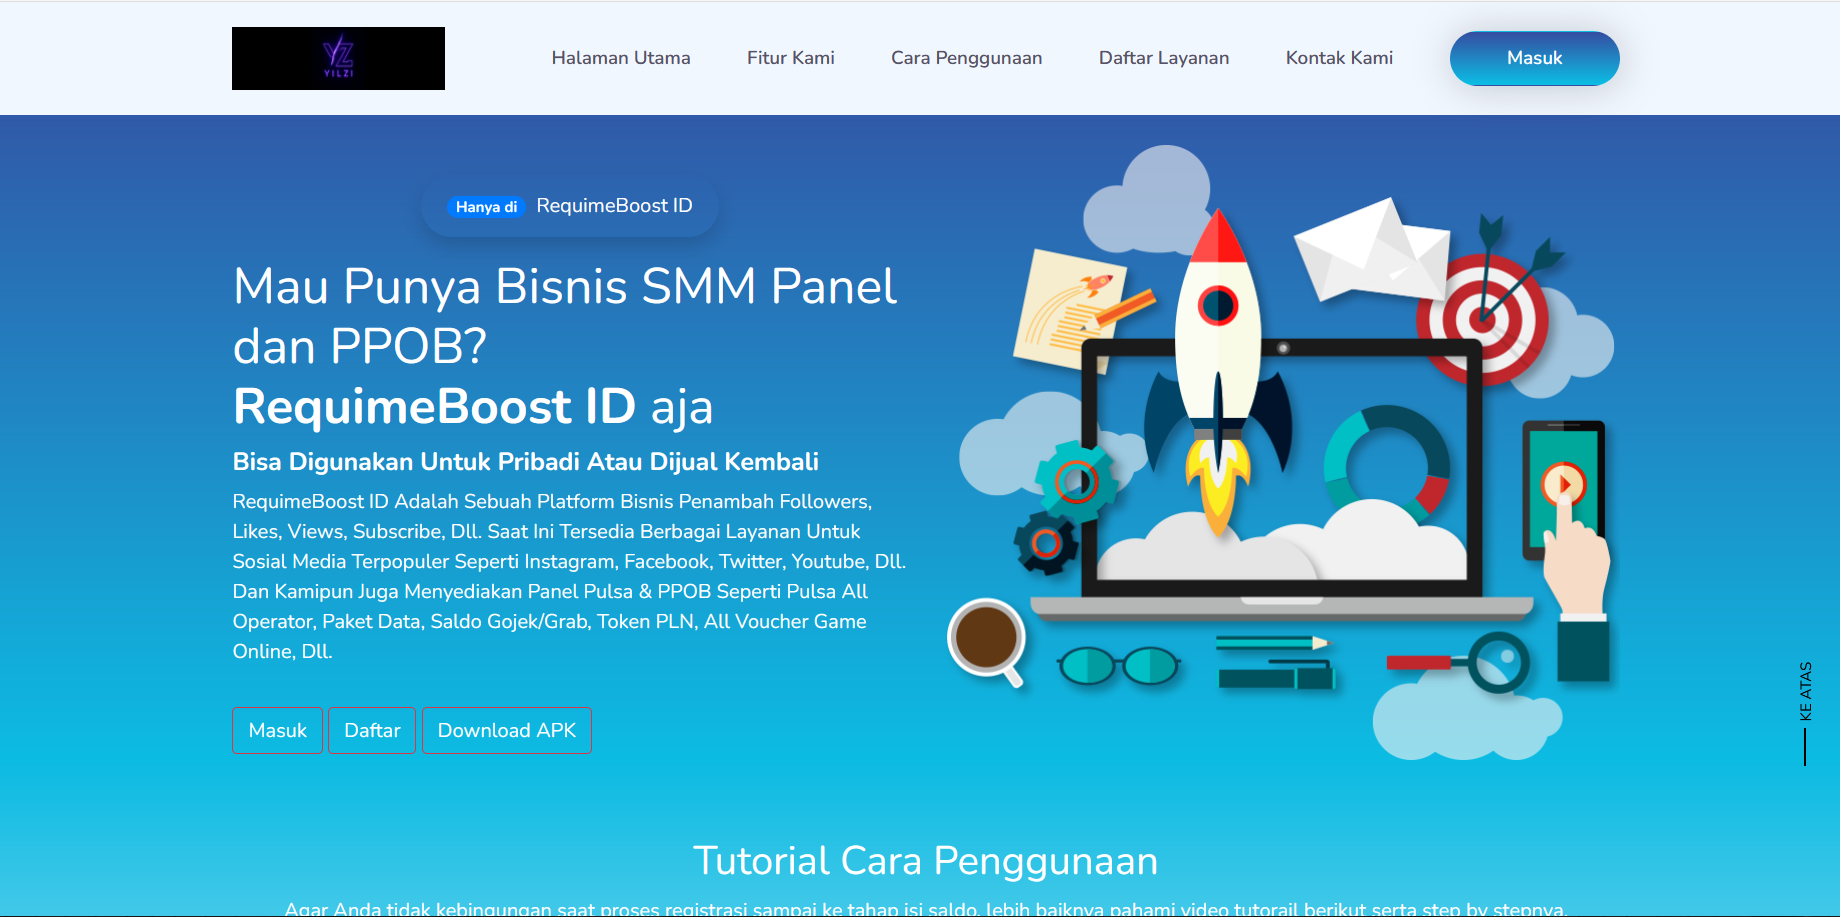 YZ
YILZI
Halaman Utama
Fitur Kami
Cara Penggunaan
Daftar Layanan
Kontak Kami
Masuk
Hanya di RequimeBoost ID
Mau Punya Bisnis SMM Panel
dan PPOB?
RequimeBoost ID aja
Bisa Digunakan Untuk Pribadi Atau Dijual Kembali
RequimeBoost ID Adalah Sebuah Platform Bisnis Penambah Followers,
Likes, Views, Subscribe, Dll. Saat Ini Tersedia Berbagai Layanan Untuk
Sosial Media Terpopuler Seperti Instagram, Facebook, Twitter, Youtube, Dll.
Dan Kamipun Juga Menyediakan Panel Pulsa & PPOB Seperti Pulsa All
Operator, Paket Data, Saldo Gojek/Grab, Token PLN, All Voucher Game
Online, Dll.
Masuk
Daftar
Download APK
KE ATAS
Tutorial Cara Penggunaan
Agar Anda tidak kebingungan saat proses registrasi sampai ke tahap isi saldo, lebih baiknya pahami video tutorail berikut serta step by stepnya.